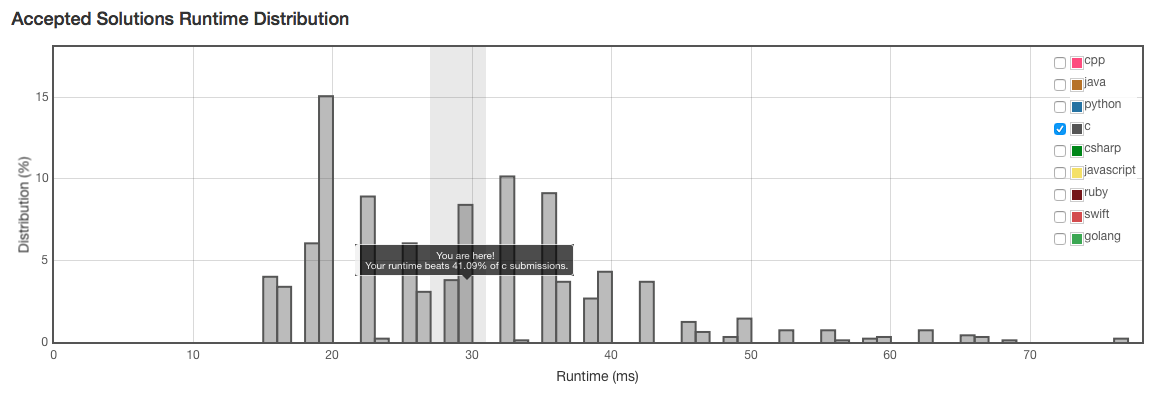 Accepted Solutions Runtime Distribution
cpp
java
python
c
csharp
javascript
ruby
swift
golang
Distribution (%)
15
10
5
0
You are here!
Your runtime beats 41.09% of c submissions.
0 10 20 30 40 50 60 70
Runtime (ms)